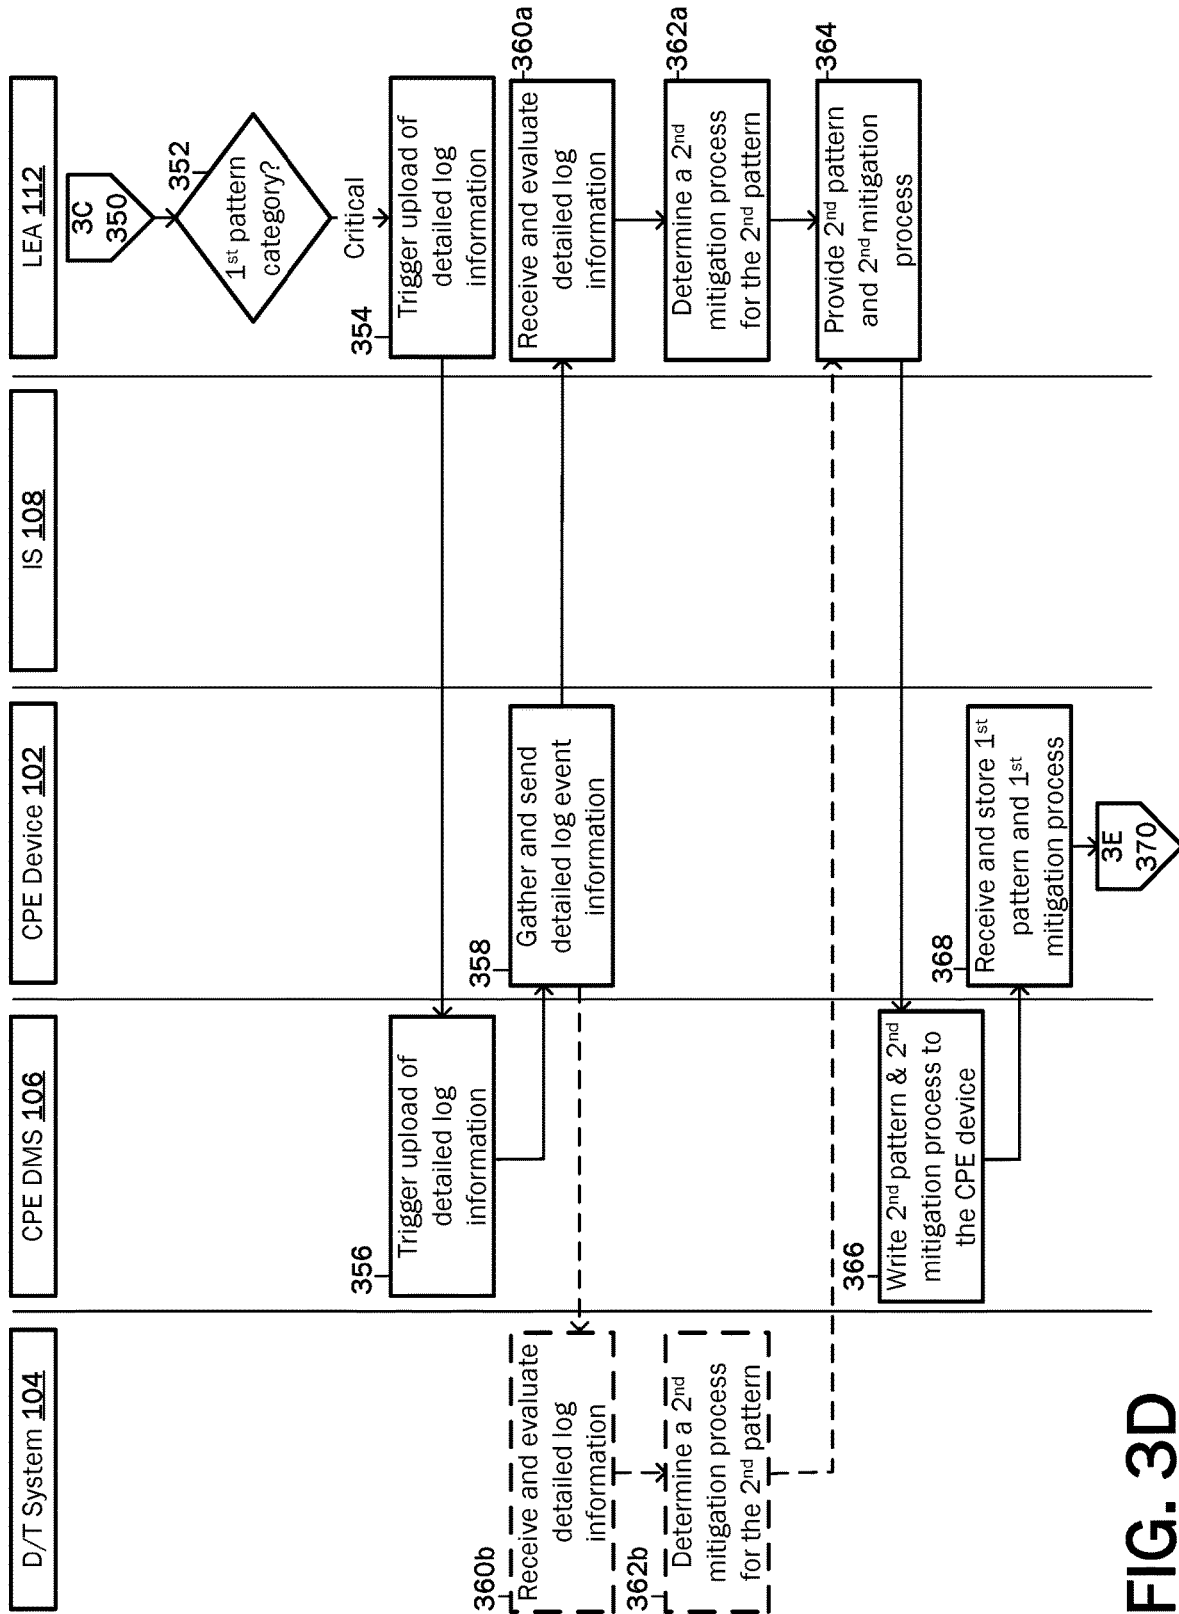 D/T System 104
CPE DMS 106
CPE Device 102
IS 108
LEA 112
3C
350
352
1st pattern
category?
Critical
354
Trigger upload of
detailed log
information
356
Trigger upload of
detailed log
information
358
Gather and send
detailed log event
information
360a
Receive and evaluate
detailed log
information
360b
Receive and evaluate
detailed log
information
362a
Determine a 2nd
mitigation process
for the 2nd pattern
362b
Determine a 2nd
mitigation process
for the 2nd pattern
364
Provide 2nd pattern
and 2nd mitigation
process
366
Write 2nd pattern & 2nd
mitigation process to
the CPE device
368
Receive and store 1st
pattern and 1st
mitigation process
3E
370
FIG. 3D